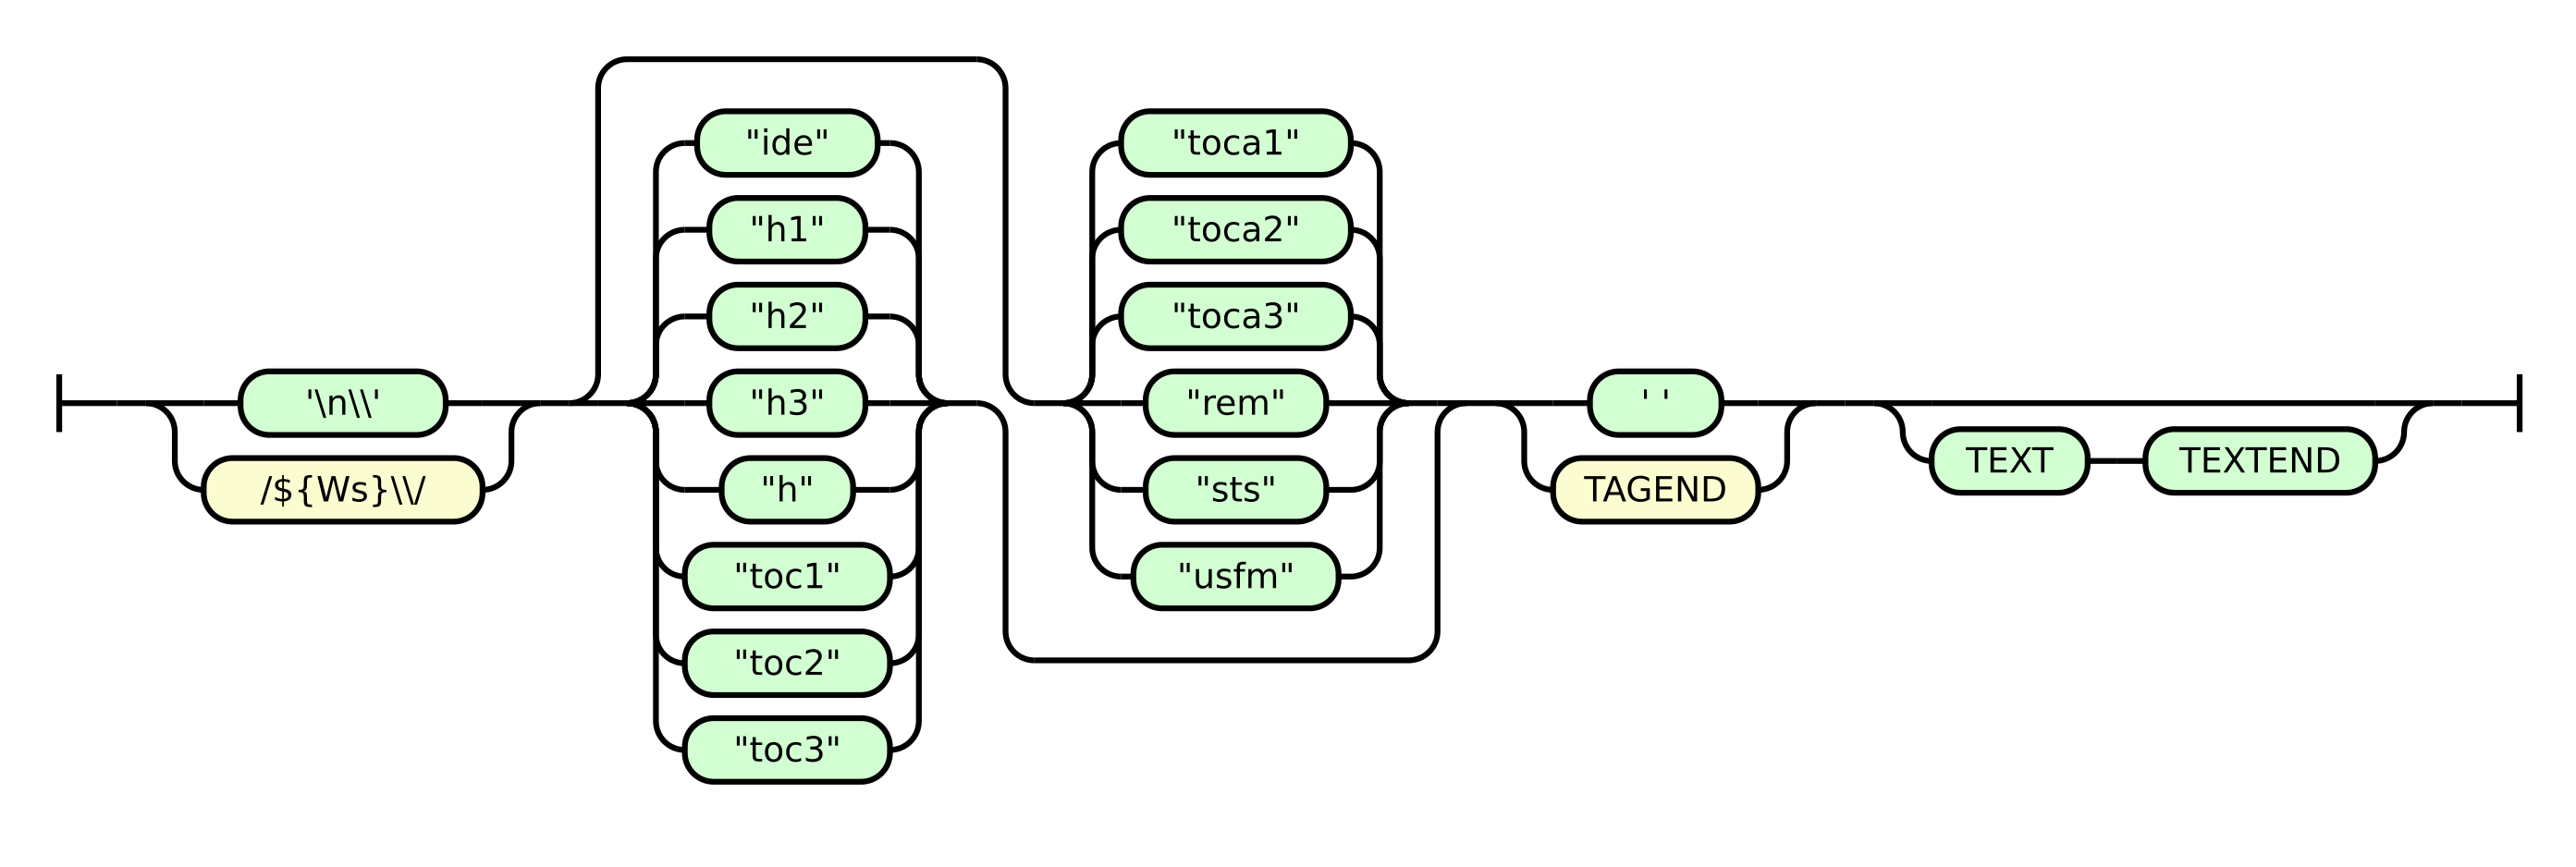 '\n\\'
/${Ws}\\/
"ide"
"h1"
"h2"
"h3"
"h"
"toc1"
"toc2"
"toc3"
"toca1"
"toca2"
"toca3"
"rem"
"sts"
"usfm"
' '
TAGEND
TEXT
TEXTEND